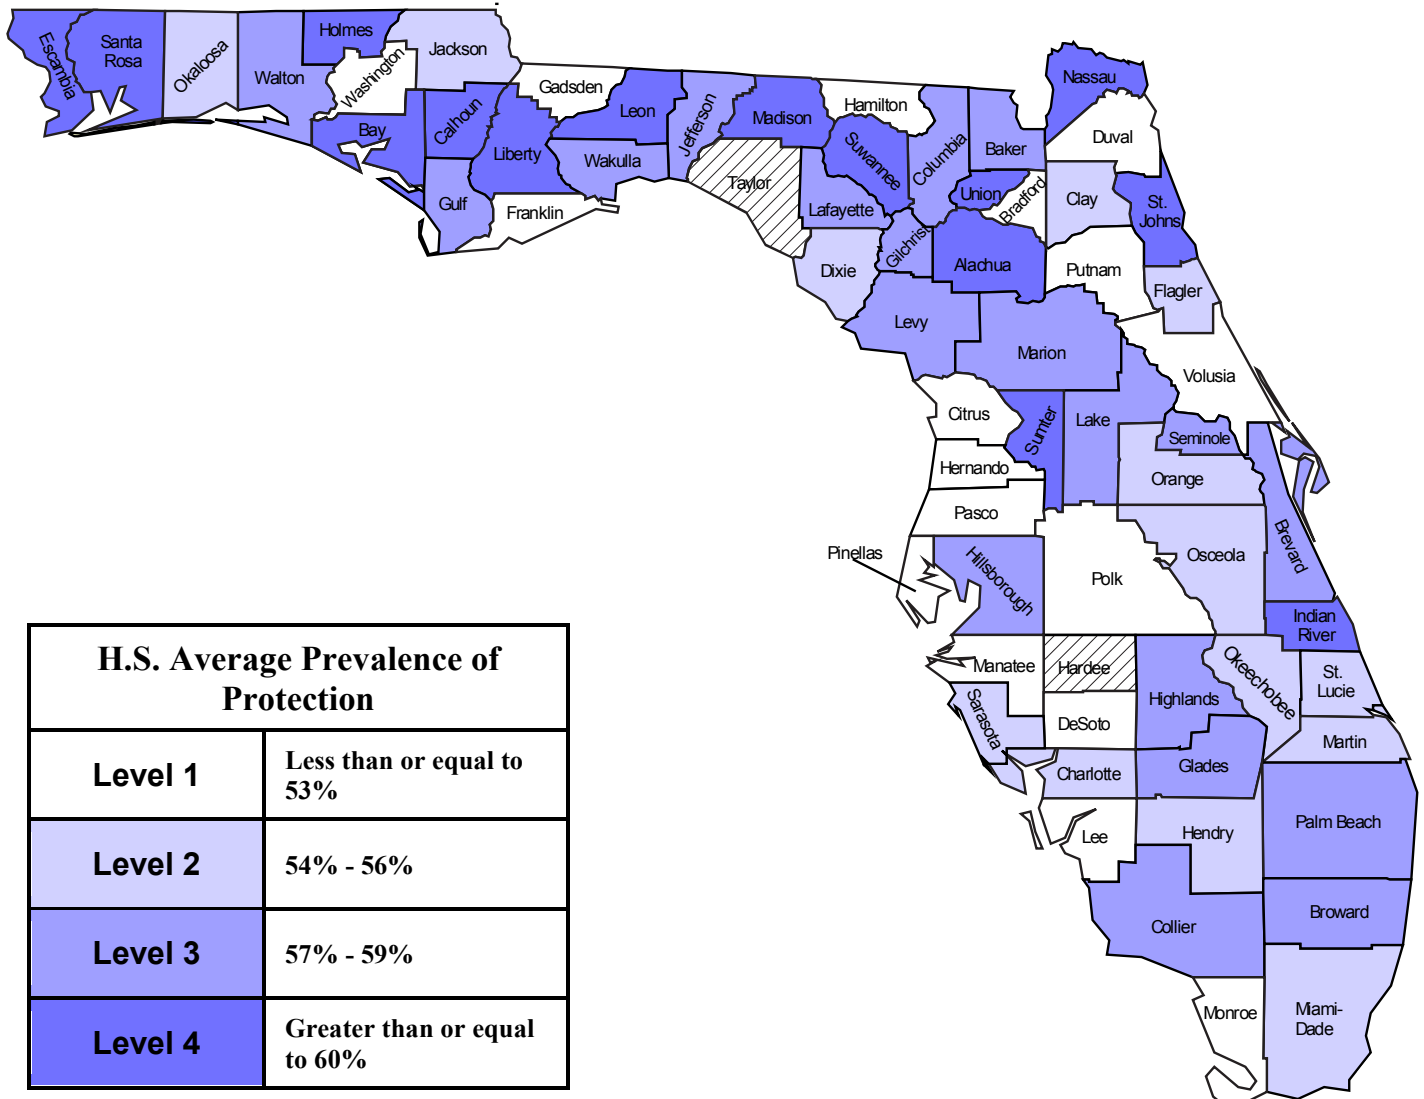 Escambia
Santa
Rosa
Okaloosa
Walton
Holmes
Washington
Jackson
Bay
Calhoun
Gulf
Liberty
Gadsden
Franklin
Leon
Wakulla
Jefferson
Madison
Taylor
Hamilton
Suwannee
Lafayette
Dixie
Columbia
Gilchrist
Baker
Union
Bradford
Alachua
Levy
Nassau
Duval
Clay
St.
Johns
Putnam
Flagler
Marion
Volusia
Citrus
Sumter
Lake
Seminole
Hernando
Orange
Pasco
Pinellas
Hillsborough
Polk
Osceola
Brevard
Indian
River
Manatee
Hardee
Highlands
Okeechobee
St.
Lucie
Sarasota
DeSoto
Martin
Charlotte
Glades
Lee
Hendry
Palm Beach
Collier
Broward
Monroe
Miami-
Dade
H.S. Average Prevalence of
Protection
Level 1
Less than or equal to
53%
Level 2
54% - 56%
Level 3
57% - 59%
Level 4
Greater than or equal
to 60%